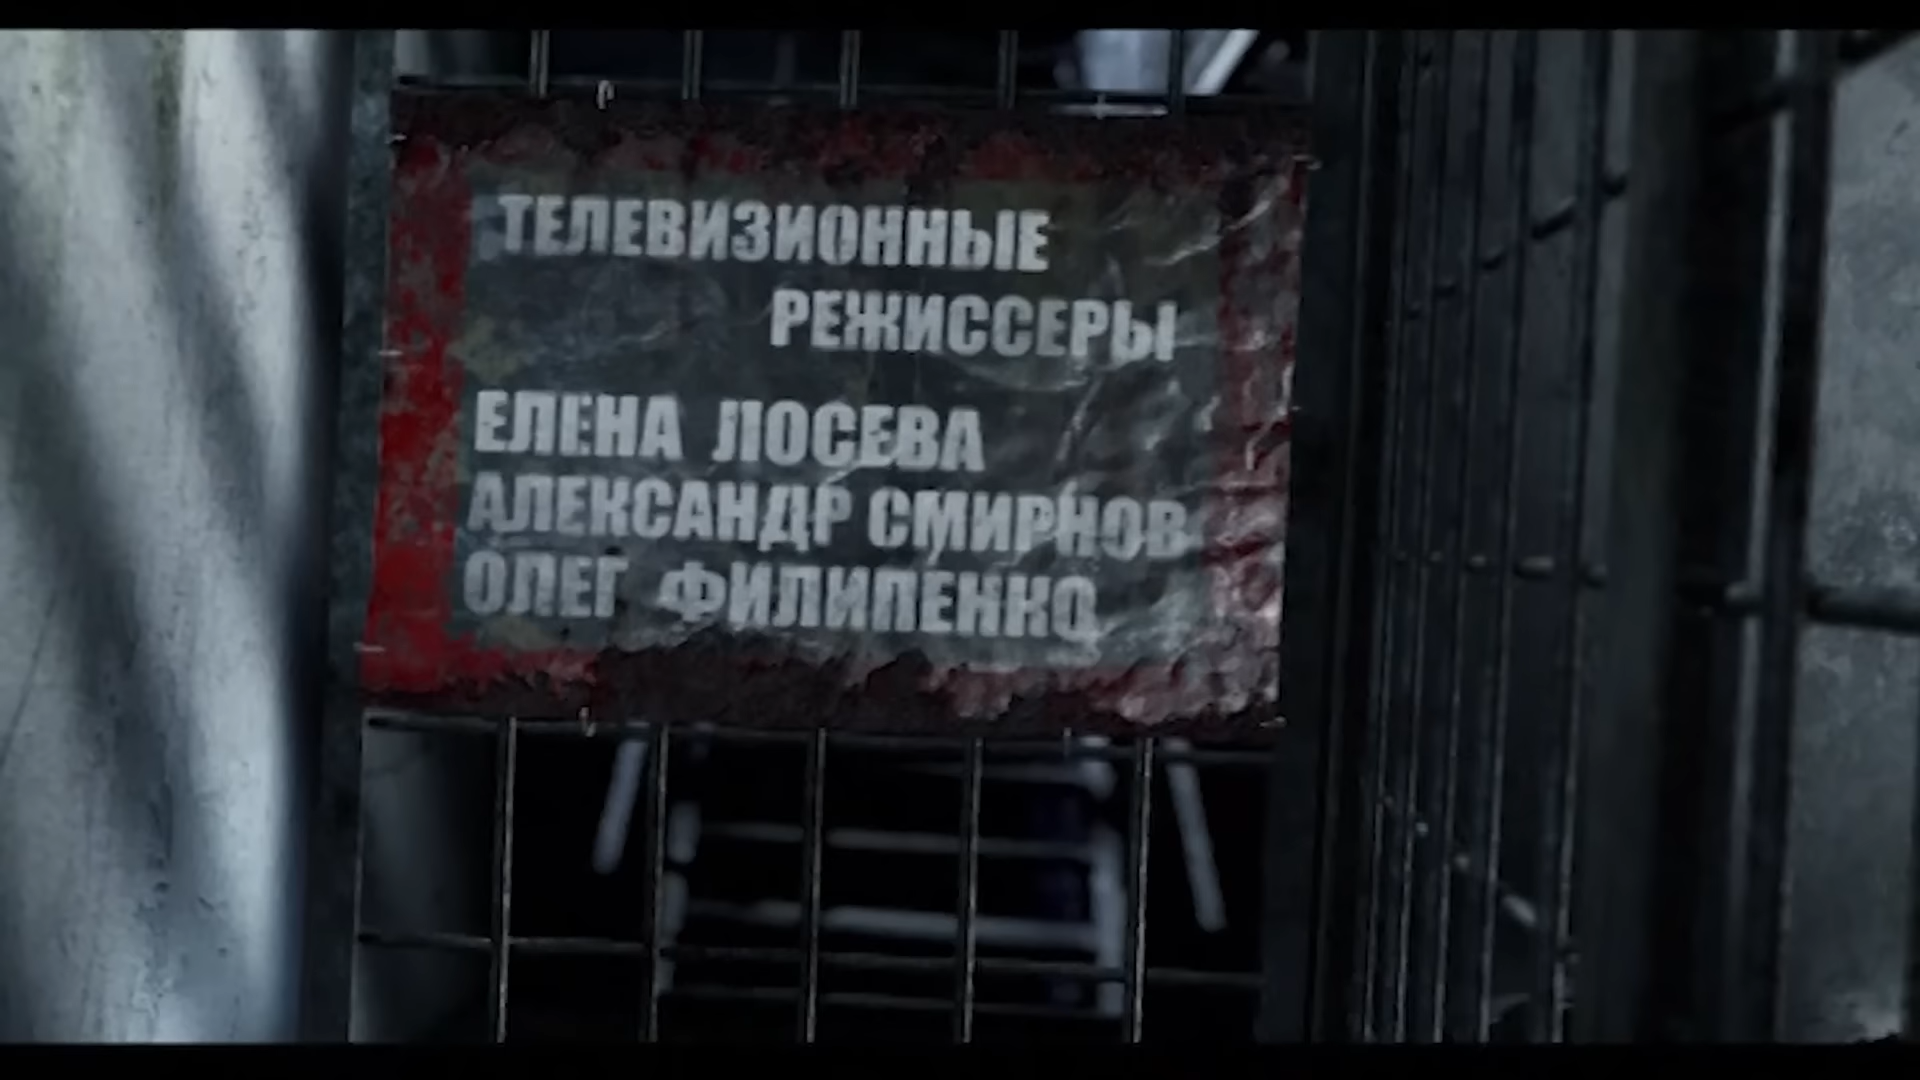 ТЕЛЕВИЗИОННЫЕ
РЕЖИССЕРЫ
ЕЛЕНА ЛОСЕВА
АЛЕКСАНДР СМИРНОВ
ОЛЕГ ФИЛИПЕНКО